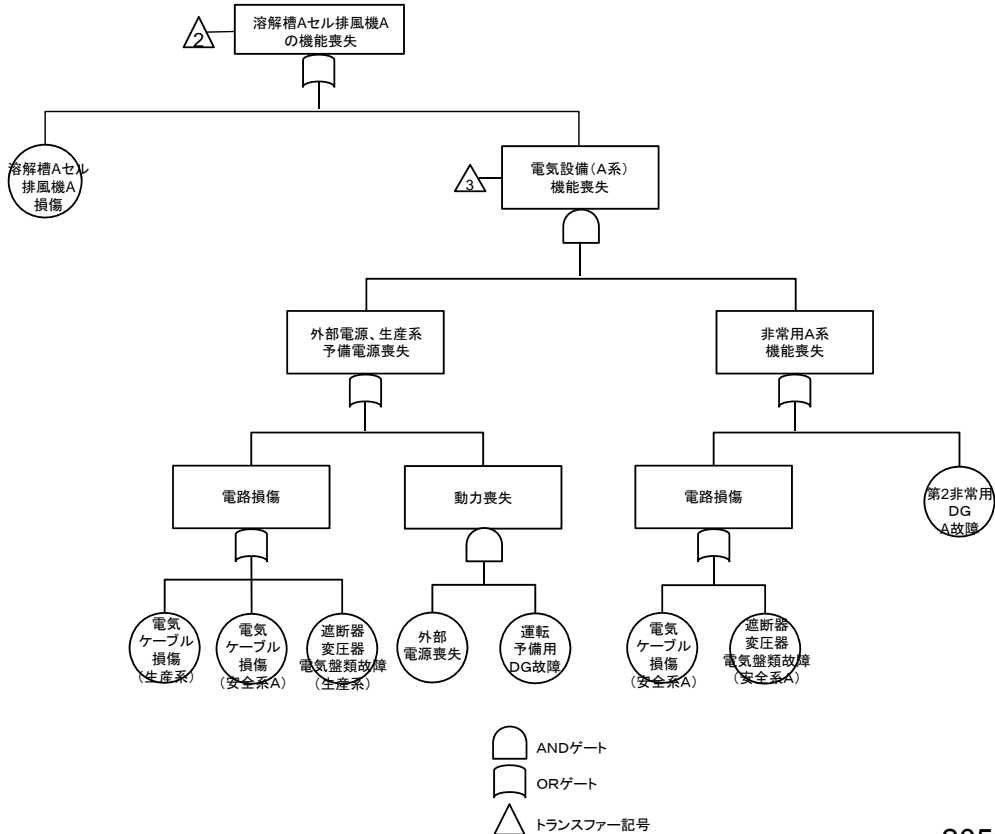 2
溶解槽Aセル排風機A
の機能喪失
溶解槽Aセル
排風機A
損傷
3
電気設備(A系)
機能喪失
外部電源、生産系
予備電源喪失
非常用A系
機能喪失
電路損傷
動力喪失
電路損傷
第2非常用
DG
A故障
電気
ケーブル
損傷
(生産系)
電気
ケーブル
損傷
(安全系A)
遮断器
変圧器
電気盤類故障
(生産系)
外部
電源喪失
運転
予備用
DG故障
電気
ケーブル
損傷
(安全系A)
遮断器
変圧器
電気盤類故障
(安全系A)
ANDゲート
ORゲート
トランスファー記号